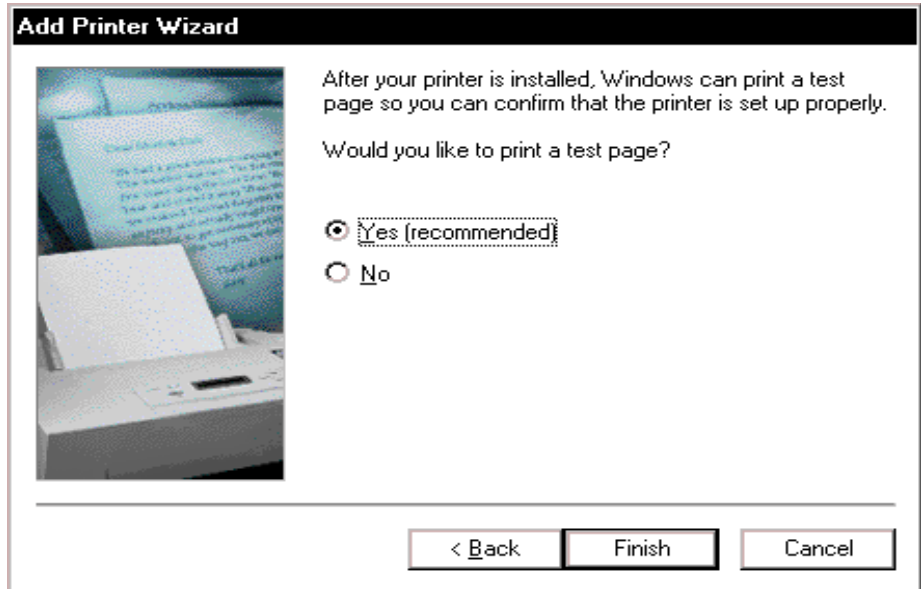 Add Printer Wizard
After your printer is installed, Windows can print a test
page so you can confirm that the printer is set up properly.
Would you like to print a test page?
Yes (recommended)
No
< Back
Finish
Cancel